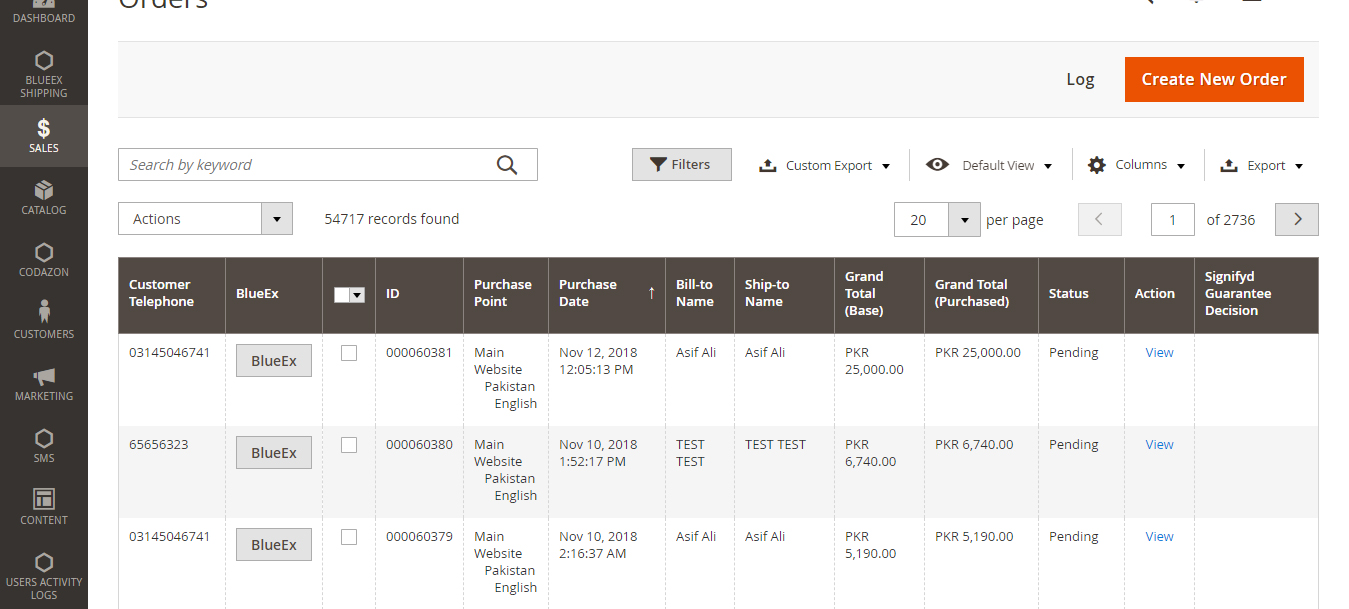 Orders
DASHBOARD
BLUEEX
SHIPPING
SALES
CATALOG
CODAZON
CUSTOMERS
MARKETING
SMS
CONTENT
USERS ACTIVITY
LOGS
Log
Create New Order
Search by keyword
Filters
Custom Export
Default View
Columns
Export
Actions
54717 records found
20
per page
1
of 2736
Customer
Telephone
BlueEx
ID
Purchase
Point
Purchase
Date
↑
Bill-to
Name
Ship-to
Name
Grand
Total
(Base)
Grand Total
(Purchased)
Status
Action
Signifyd
Guarantee
Decision
03145046741
BlueEx
000060381
Main
Website
Pakistan
English
Nov 12, 2018
12:05:13 PM
Asif Ali
Asif Ali
PKR
25,000.00
PKR 25,000.00
Pending
View
65656323
BlueEx
000060380
Main
Website
Pakistan
English
Nov 10, 2018
1:52:17 PM
TEST
TEST
TEST TEST
PKR
6,740.00
PKR 6,740.00
Pending
View
03145046741
BlueEx
000060379
Main
Website
Pakistan
English
Nov 10, 2018
2:16:37 AM
Asif Ali
Asif Ali
PKR
5,190.00
PKR 5,190.00
Pending
View